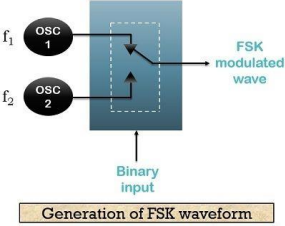 f1
OSC
1
FSK
modulated
wave
f2
OSC
2
Binary
input
Generation of FSK waveform